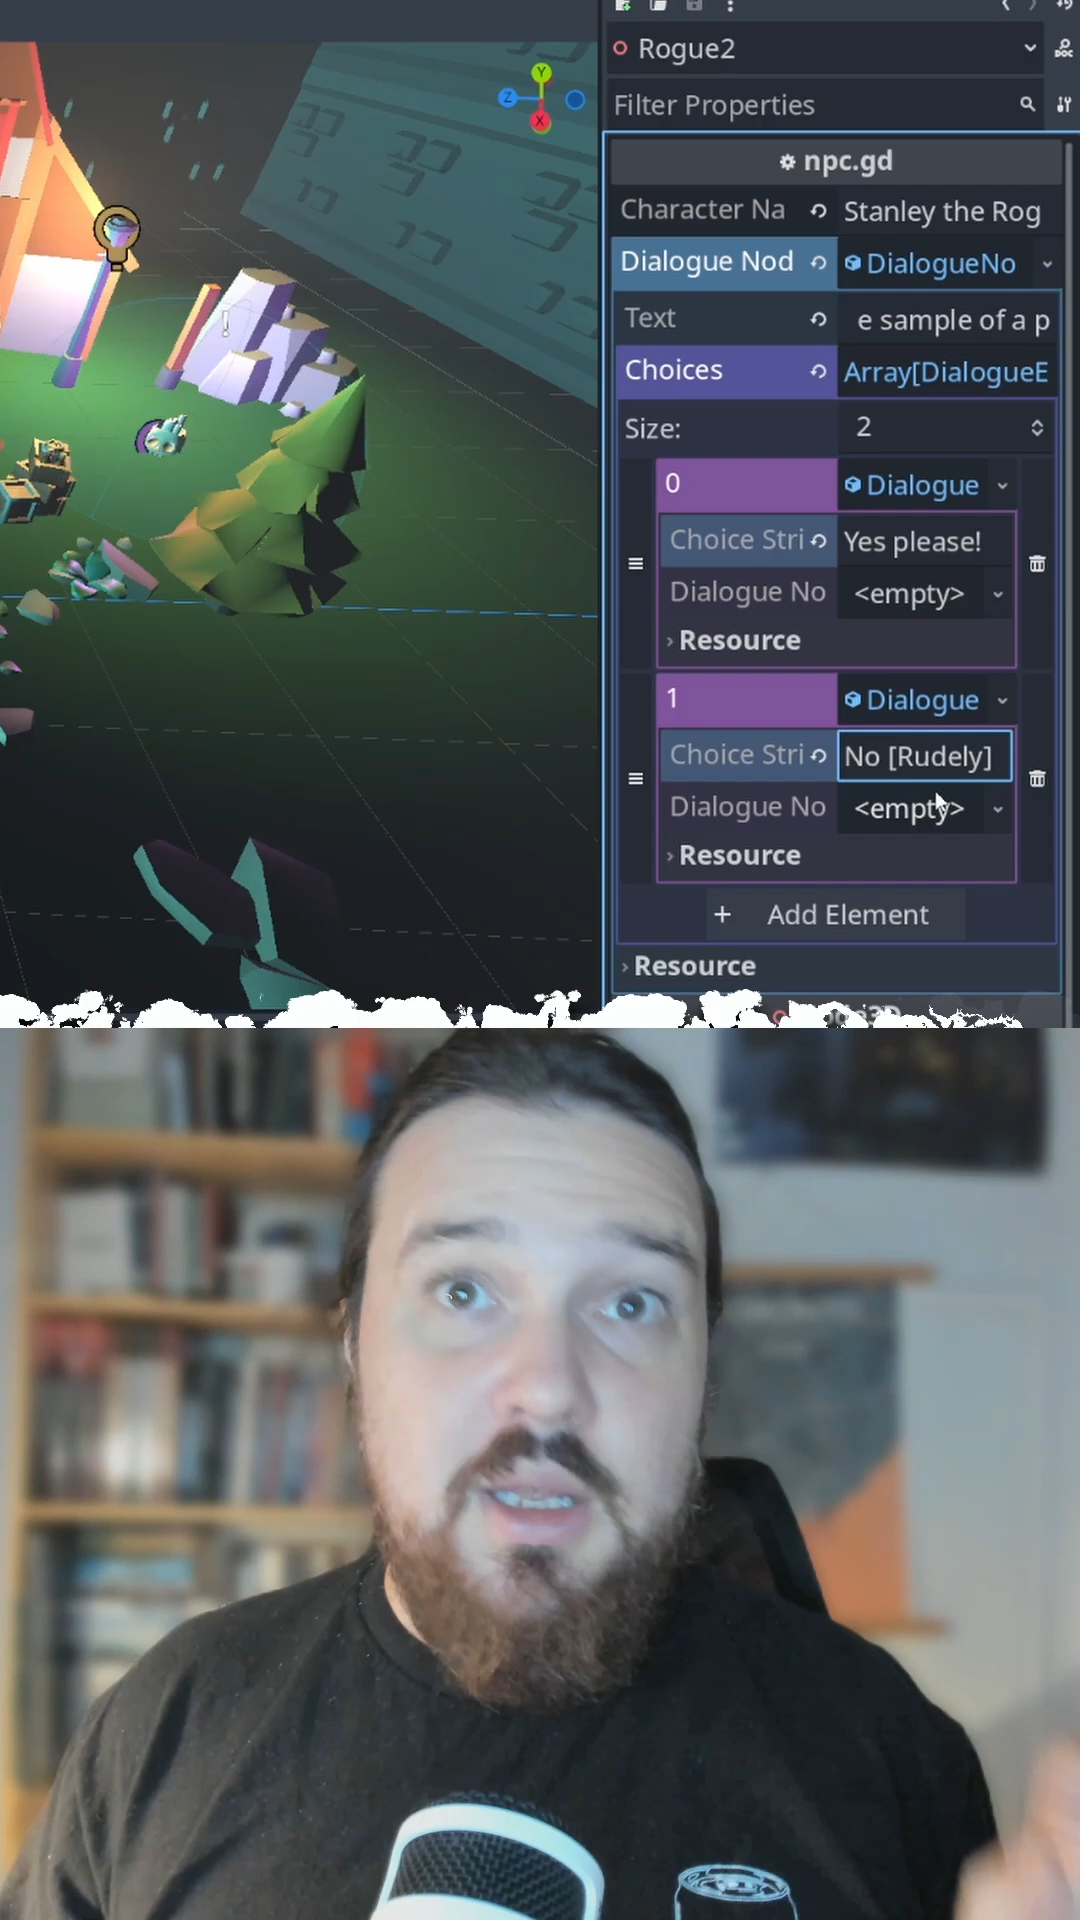 Rogue2
Filter Properties
npc.gd
Character Na Stanley the Rog
Dialogue Nod DialogueNo
Text e sample of a p
Choices Array[DialogueE
Size: 2
0 Dialogue
Choice Stri Yes please!
Dialogue No <empty>
Resource
1 Dialogue
Choice Stri No [Rudely]
Dialogue No <empty>
Resource
+ Add Element
Resource
Y
Z
X
!